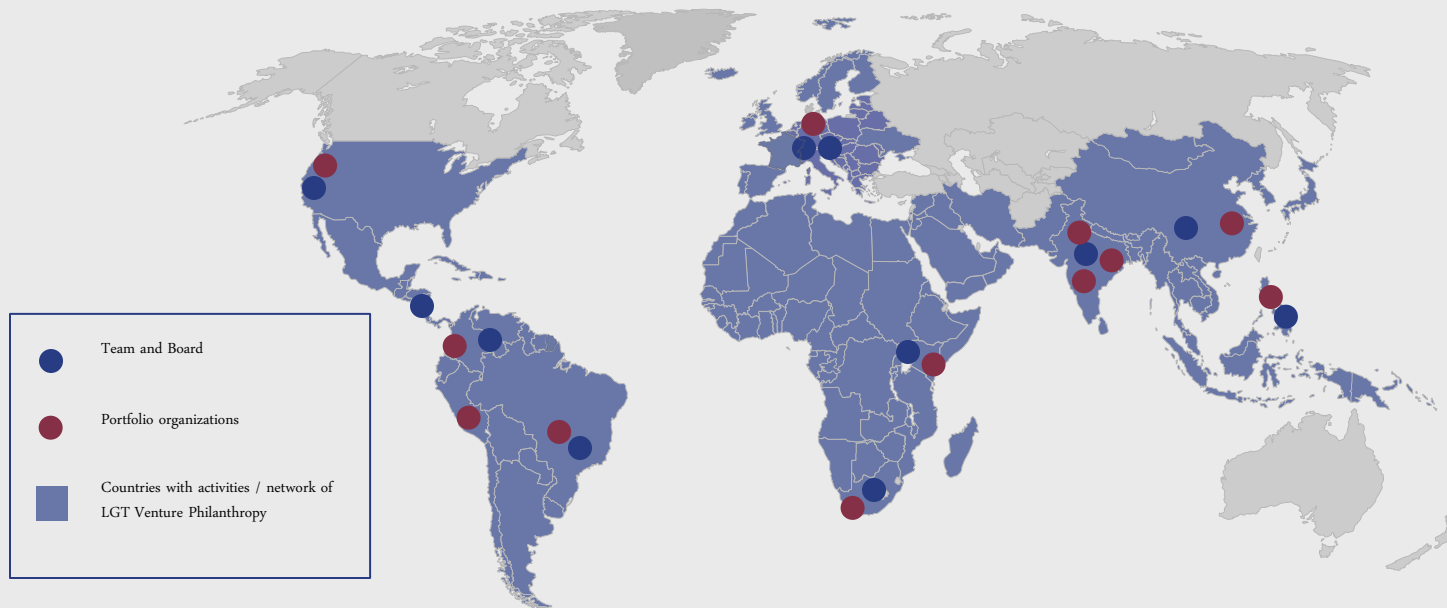 Team and Board
Portfolio organizations
Countries with activities / network of
LGT Venture Philanthropy